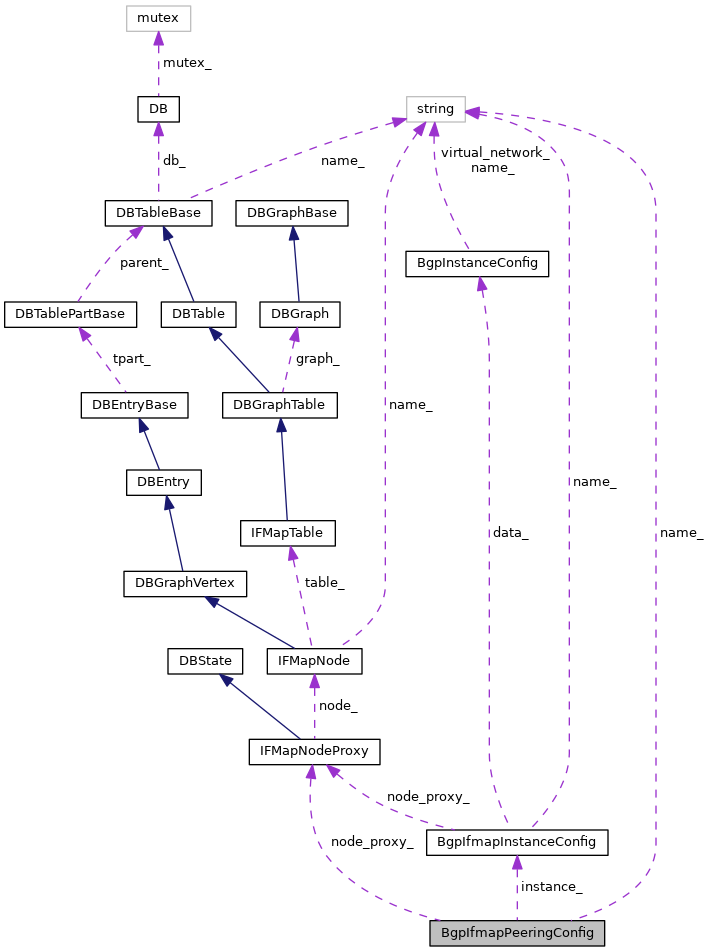 mutex
mutex_
DB
string
db_
name_
virtual_network_
name_
DBTableBase
DBGraphBase
parent_
BgpInstanceConfig
DBTablePartBase
DBTable
DBGraph
tpart_
graph_
DBEntryBase
DBGraphTable
name_
DBEntry
name_
IFMapTable
data_
name_
DBGraphVertex
table_
DBState
IFMapNode
node_
IFMapNodeProxy
node_proxy_
node_proxy_
BgpIfmapInstanceConfig
instance_
BgpIfmapPeeringConfig